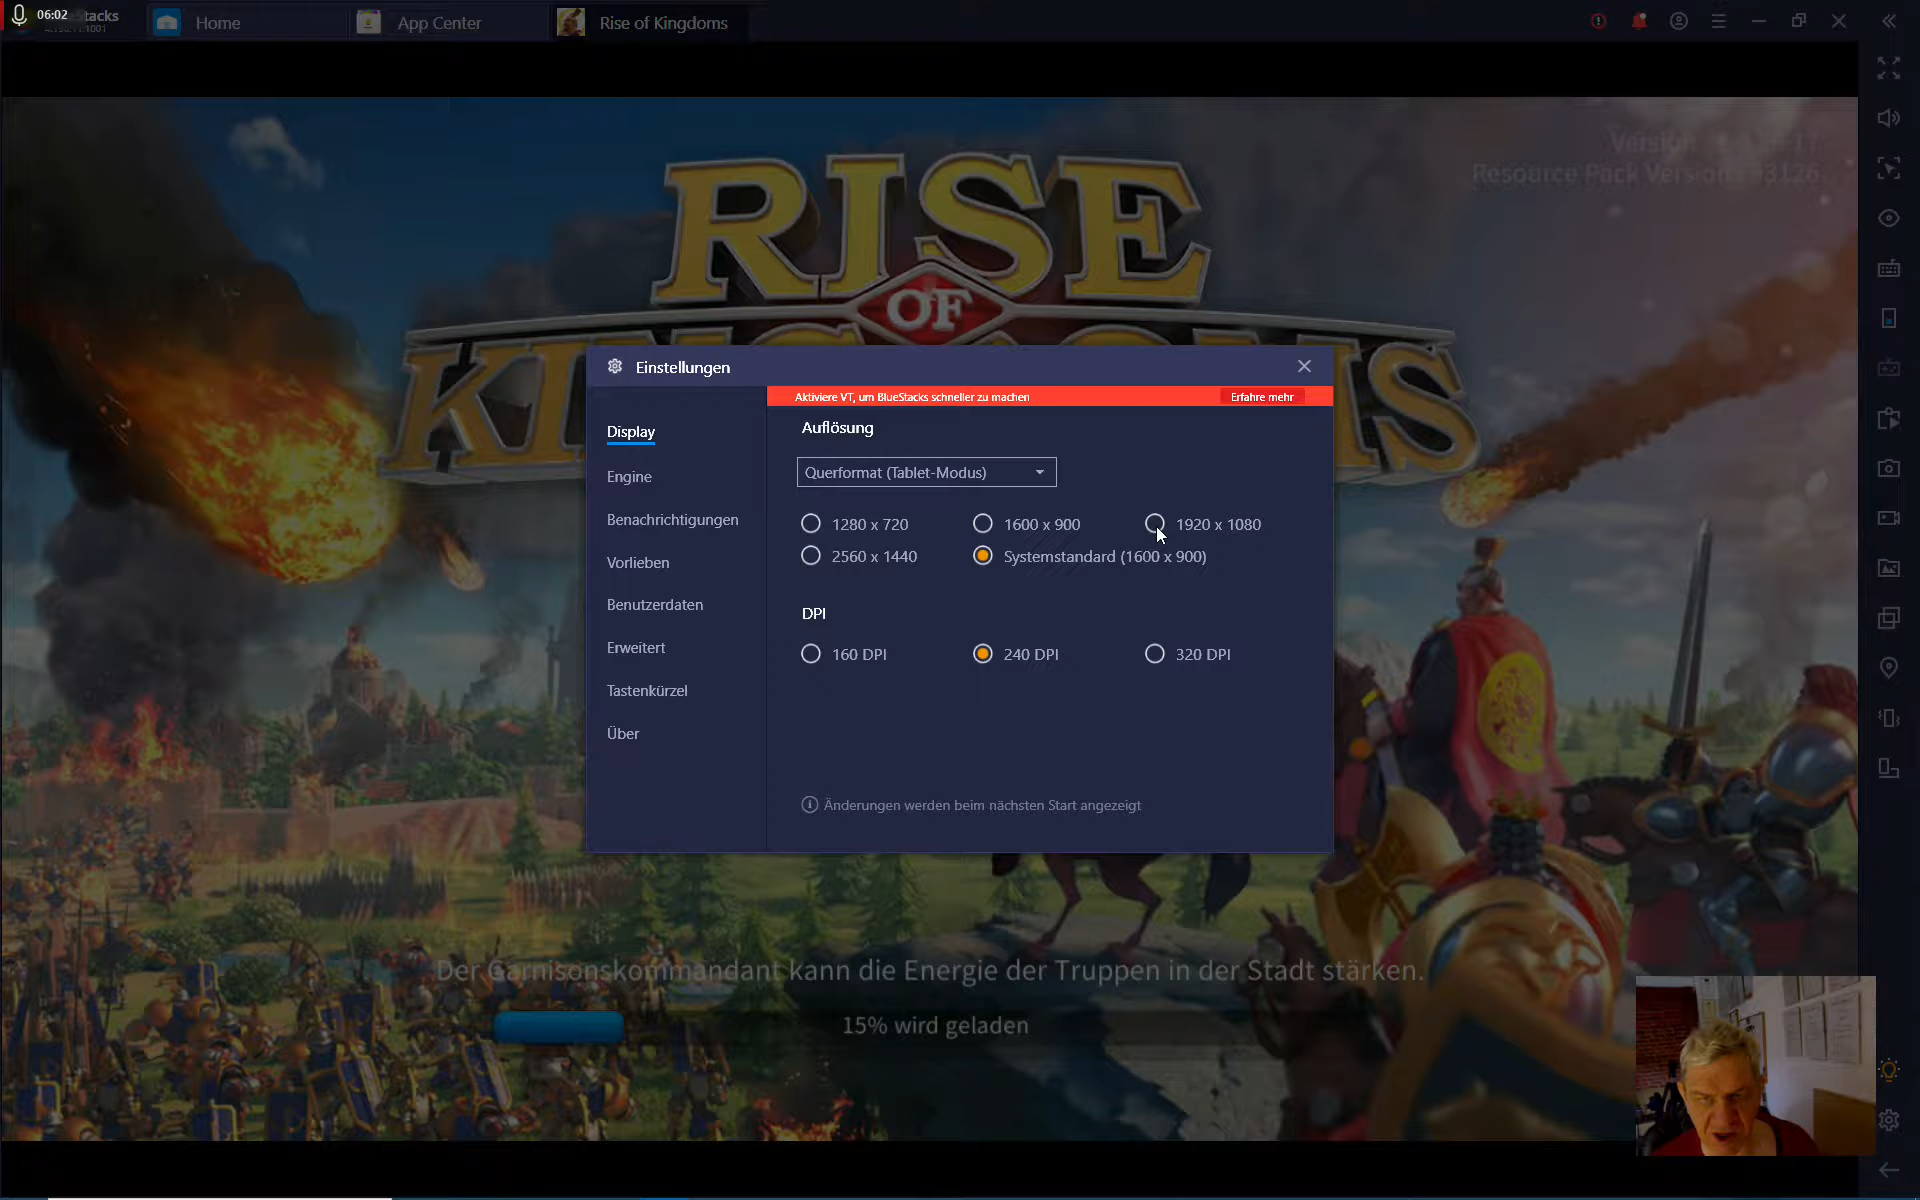 06:02
Stacks
Home
App Center
Rise of Kingdoms
Resource Pack Version
RISE
OF
Einstellungen
Aktiviere VT, um BlueStacks schneller zu machen
Erfahre mehr
Display
Engine
Benachrichtigungen
Vorlieben
Benutzerdaten
Erweitert
Tastenkürzel
Über
Auflösung
Querformat (Tablet-Modus)
1280 x 720
1600 x 900
1920 x 1080
2560 x 1440
Systemstandard (1600 x 900)
DPI
160 DPI
240 DPI
320 DPI
Änderungen werden beim nächsten Start angezeigt
Der Garnisonskommandant kann die Energie der Truppen in der Stadt stärken.
15% wird geladen